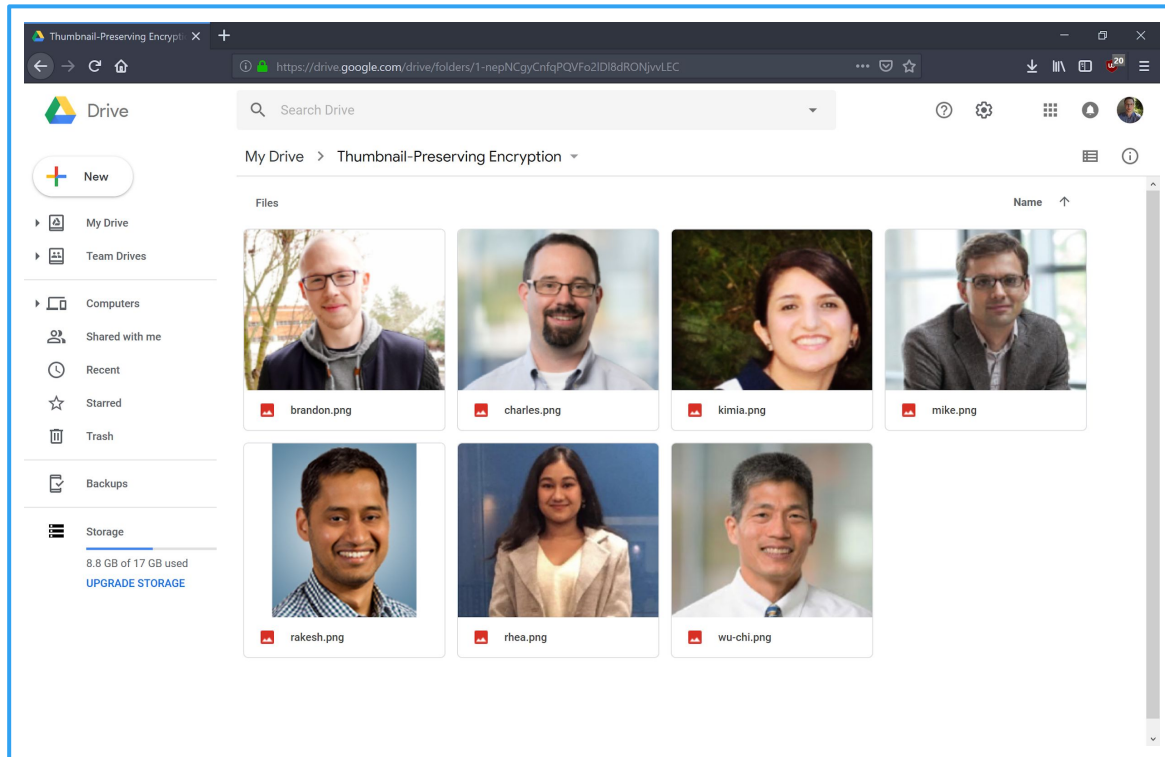 Thumbnail-Preserving Encrypti
https://drive.google.com/drive/folders/1-nepNCgyCnfqPQVFo2lDl8dRONjvvLEC
20
Drive
Search Drive
My Drive > Thumbnail-Preserving Encryption
New
Files
Name
My Drive
Team Drives
Computers
Shared with me
Recent
Starred
Trash
Backups
Storage
8.8 GB of 17 GB used
UPGRADE STORAGE
brandon.png
charles.png
kimia.png
mike.png
rakesh.png
rhea.png
wu-chi.png